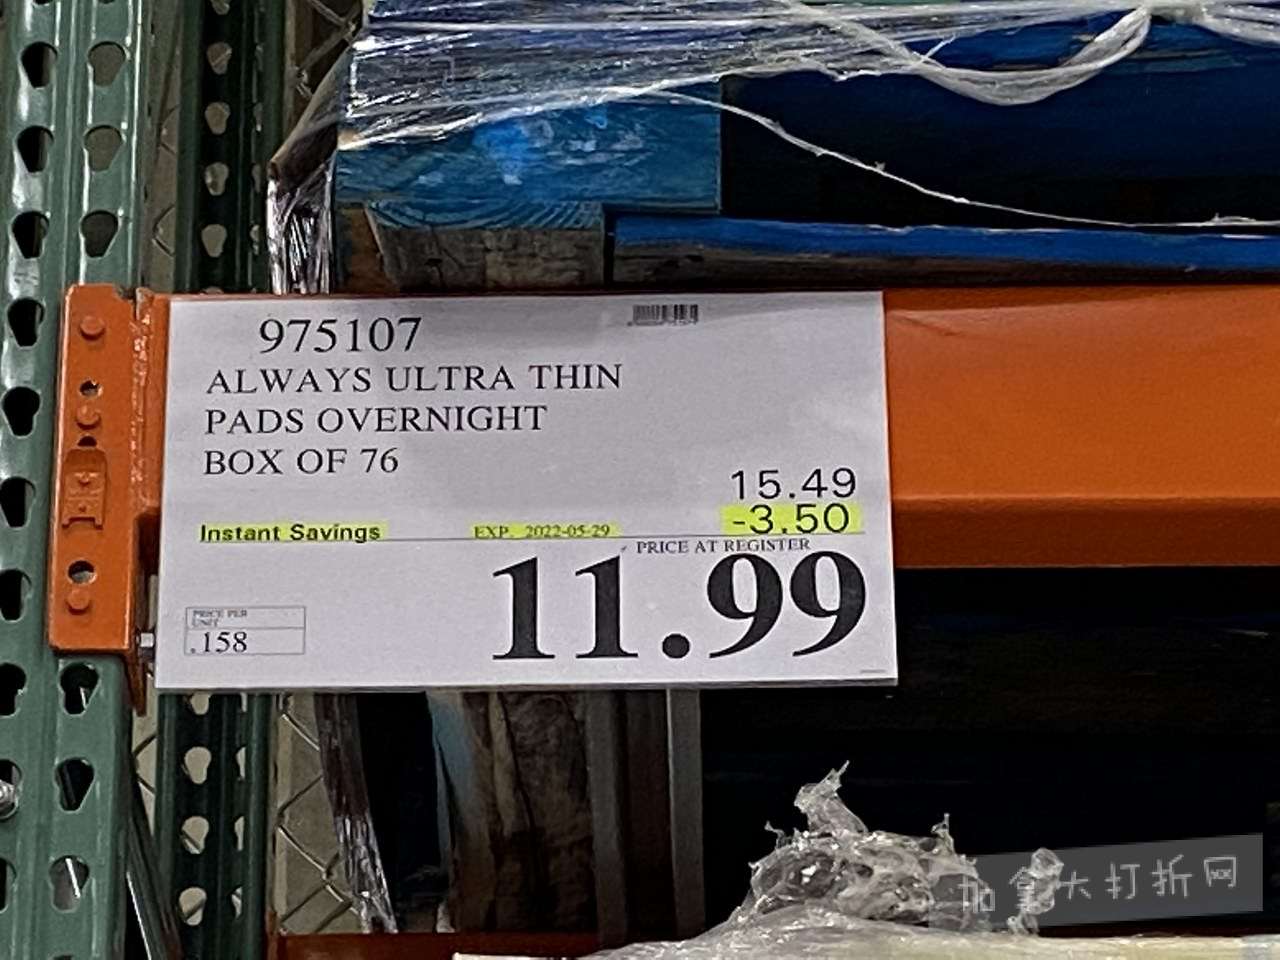 975107
ALWAYS ULTRA THIN
PADS OVERNIGHT
BOX OF 76
15.49
Instant Savings EXP. 2022-05-29 -3.50
PRICE AT REGISTER
11.99
PRICE PER
UNIT
.158
加拿大打折网